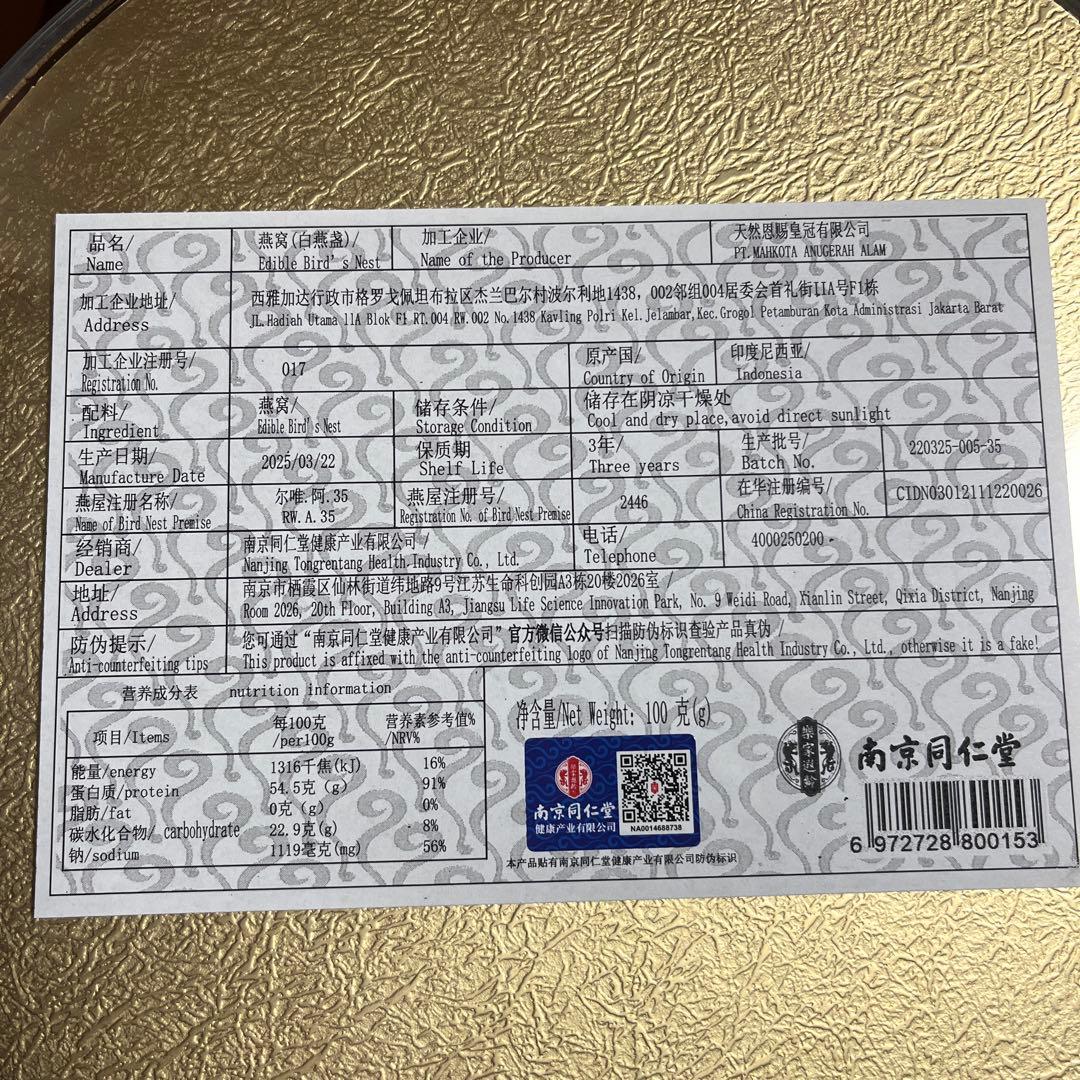 品名/ 燕窝(白燕盏)/ 加工企业/ 天然恩赐皇冠有限公司
Name Edible Bird's Nest Name of the Producer PT. MAHKOTA ANUGERAH ALAM
加工企业地址/ 西雅加达行政市格罗戈佩坦布拉区杰兰巴尔村波尔利地1438，002邻组004居委会首礼街IIA号F1栋
Address JL. Hadiah Utama 11A Blok F1 RT. 004 RW. 002 No. 1438 Kavling Polri Kel. Jelambar, Kec. Grogol Petamburan Kota Administrasi Jakarta Barat
加工企业注册号/ 017 原产国/ 印度尼西亚/
Registration No. Country of Origin Indonesia
配料/ 燕窝/ 储存条件/ 储存在阴凉干燥处
Ingredient Edible Bird's Nest Storage Condition Cool and dry place, avoid direct sunlight
生产日期/ 2025/03/22 保质期 3年/ 生产批号/ 220325-005-35
Manufacture Date Shelf Life Three years Batch No.
燕屋注册名称/ 尔唯.阿.35 燕屋注册号/ 2446 在华注册编号/ CIDN03012111220026
Name of Bird Nest Premise RW. A. 35 Registration No. of Bird Nest Premise China Registration No.
经销商/ 南京同仁堂健康产业有限公司 / 电话/ 4000250200
Dealer Nanjing Tongrentang Health Industry Co., Ltd. Telephone
地址/ 南京市栖霞区仙林街道纬地路9号江苏生命科创园A3栋20楼2026室 /
Address Room 2026, 20th Floor, Building A3, Jiangsu Life Science Innovation Park, No. 9 Weidi Road, Xianlin Street, Qixia District, Nanjing
防伪提示/ 您可通过“南京同仁堂健康产业有限公司”官方微信公众号扫描防伪标识查验产品真伪 /
Anti-counterfeiting tips This product is affixed with the anti-counterfeiting logo of Nanjing Tongrentang Health Industry Co., Ltd., otherwise it is a fake!
营养成分表 nutrition information
项目/Items 每100克/per100g 营养素参考值%/NRV%
能量/energy 1316千焦(kJ) 16%
蛋白质/protein 54.5克 (g) 91%
脂肪/fat 0克 (g) 0%
碳水化合物/ carbohydrate 22.9克(g) 8%
钠/sodium 1119毫克(mg) 56%
净含量/Net Weight: 100 克(g)
南京同仁堂
健康产业有限公司
NA0014688738
本产品贴有南京同仁堂健康产业有限公司防伪标识
樂家老鋪
南京同仁堂
6 972728 800153